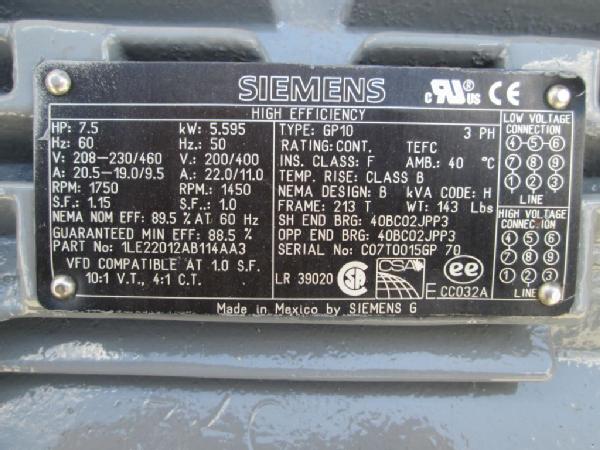 SIEMENS
c RU ® US CE
HIGH EFFICIENCY
HP: 7.5 kW: 5.595
Hz: 60 Hz.: 50
V: 208-230/460 V.: 200/400
A: 20.5-19.0/9.5 A.: 22.0/11.0
RPM: 1750 RPM.: 1450
S.F.: 1.15 S.F..: 1.0
NEMA NOM EFF: 89.5 % AT 60 Hz
GUARANTEED MIN EFF: 88.5 %
PART No: 1LE22012AB114AA3
VFD COMPATIBLE AT 1.0 S.F.
10:1 V.T., 4:1 C.T.
TYPE: GP10 3 PH
RATING: CONT. TEFC
INS. CLASS: F AMB.: 40 °C
TEMP. RISE: CLASS B
NEMA DESIGN: B kVA CODE: H
FRAME: 213 T WT: 143 Lbs
SH END BRG: 40BC02JPP3
OPP END BRG: 40BC02JPP3
SERIAL No: C07T0015GP 70
LR 39020 SA CSA ee
E.CC032A
LOW VOLTAGE
CONNECTION
4 5 6
7 8 9
1 2 3
LINE
HIGH VOLTAGE
CONNECTION
4 5 6
7 8 9
1 2 3
LINE
Made in Mexico by SIEMENS G